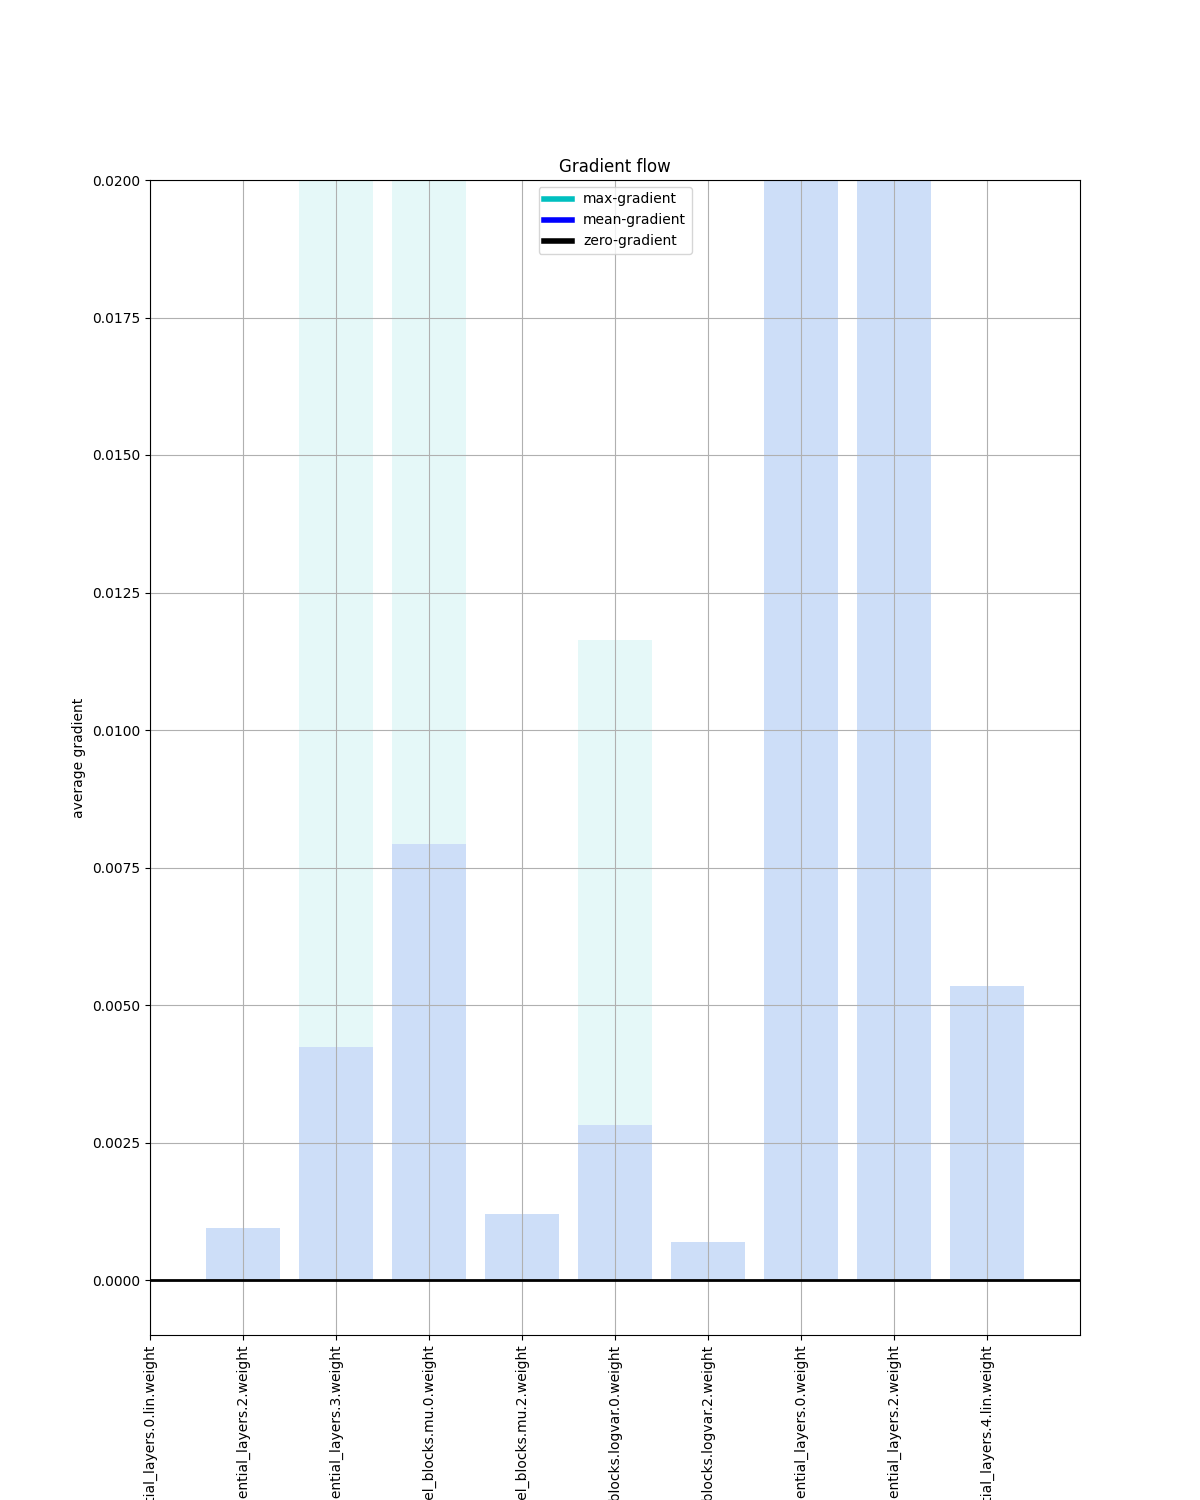 Gradient flow
max-gradient
mean-gradient
zero-gradient
0.0200
0.0175
0.0150
0.0125
0.0100
0.0075
0.0050
0.0025
0.0000
average gradient
tial_layers.0.lin.weight
ential_layers.2.weight
ential_layers.3.weight
el_blocks.mu.0.weight
el_blocks.mu.2.weight
blocks.logvar.0.weight
blocks.logvar.2.weight
ential_layers.0.weight
ential_layers.2.weight
tial_layers.4.lin.weight